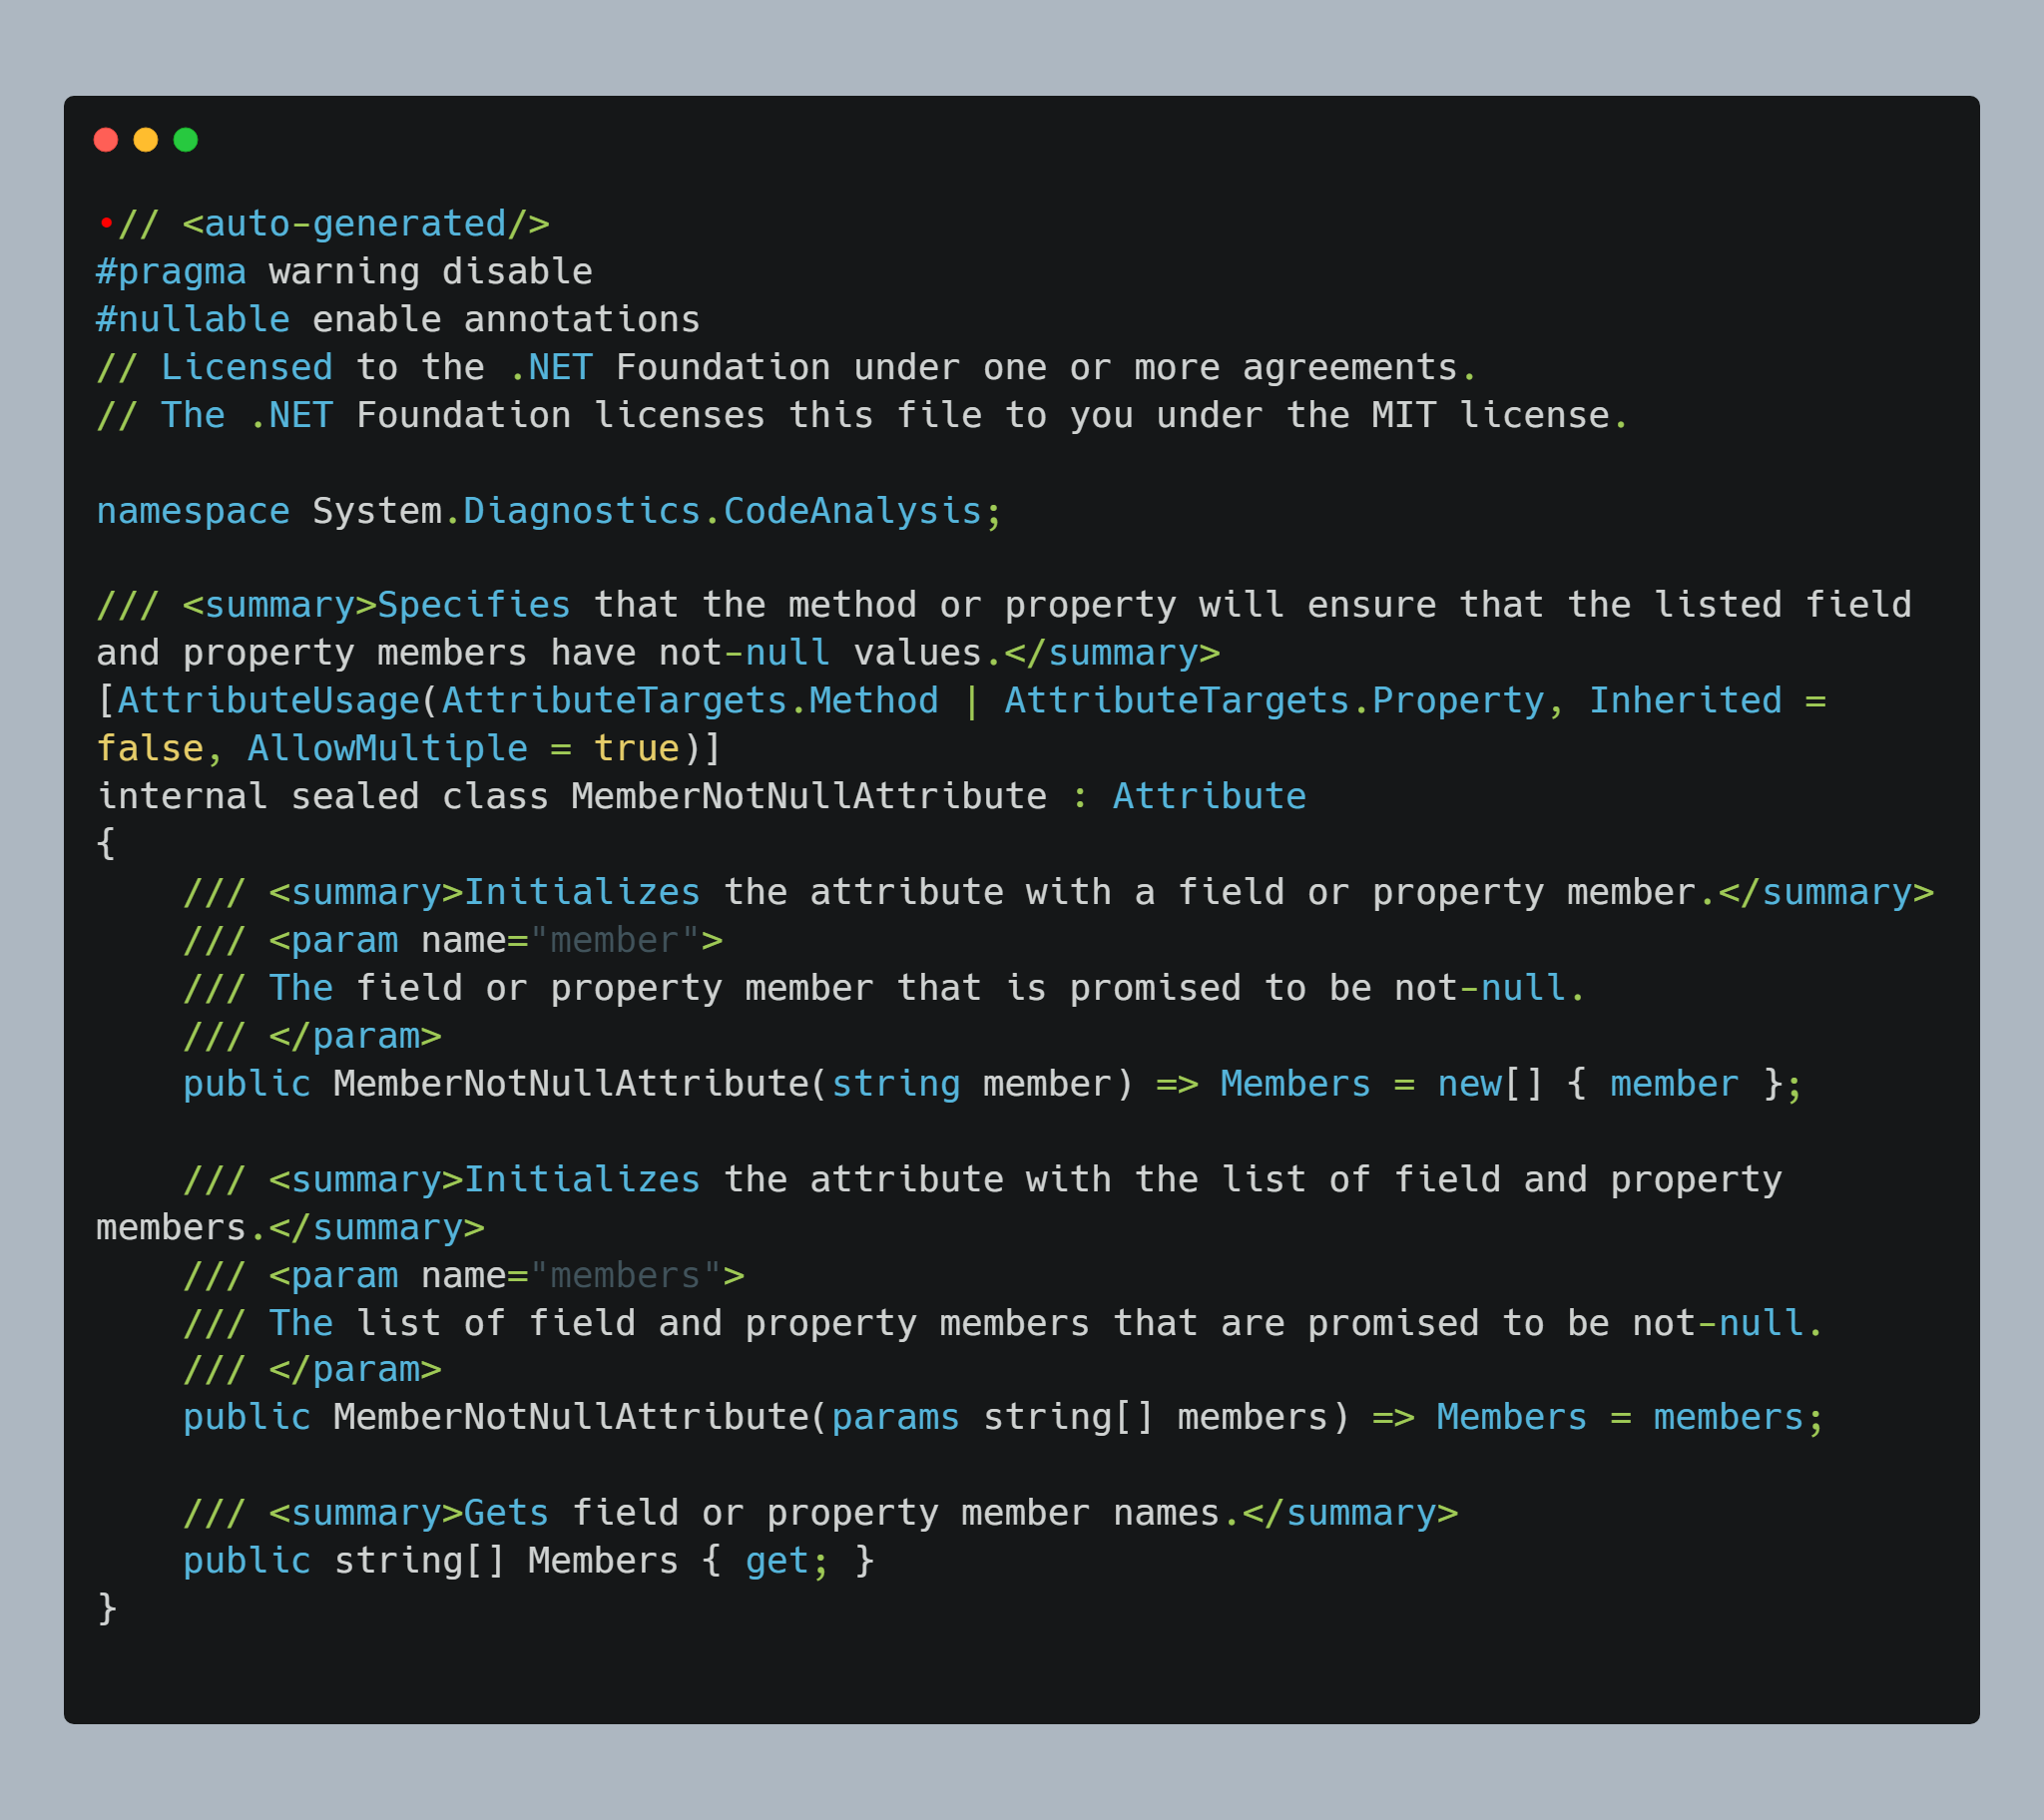 •// <auto-generated/>
#pragma warning disable
#nullable enable annotations
// Licensed to the .NET Foundation under one or more agreements.
// The .NET Foundation licenses this file to you under the MIT license.

namespace System.Diagnostics.CodeAnalysis;

/// <summary>Specifies that the method or property will ensure that the listed field
and property members have not-null values.</summary>
[AttributeUsage(AttributeTargets.Method | AttributeTargets.Property, Inherited =
false, AllowMultiple = true)]
internal sealed class MemberNotNullAttribute : Attribute
{
    /// <summary>Initializes the attribute with a field or property member.</summary>
    /// <param name="member">
    /// The field or property member that is promised to be not-null.
    /// </param>
    public MemberNotNullAttribute(string member) => Members = new[] { member };

    /// <summary>Initializes the attribute with the list of field and property
members.</summary>
    /// <param name="members">
    /// The list of field and property members that are promised to be not-null.
    /// </param>
    public MemberNotNullAttribute(params string[] members) => Members = members;

    /// <summary>Gets field or property member names.</summary>
    public string[] Members { get; }
}